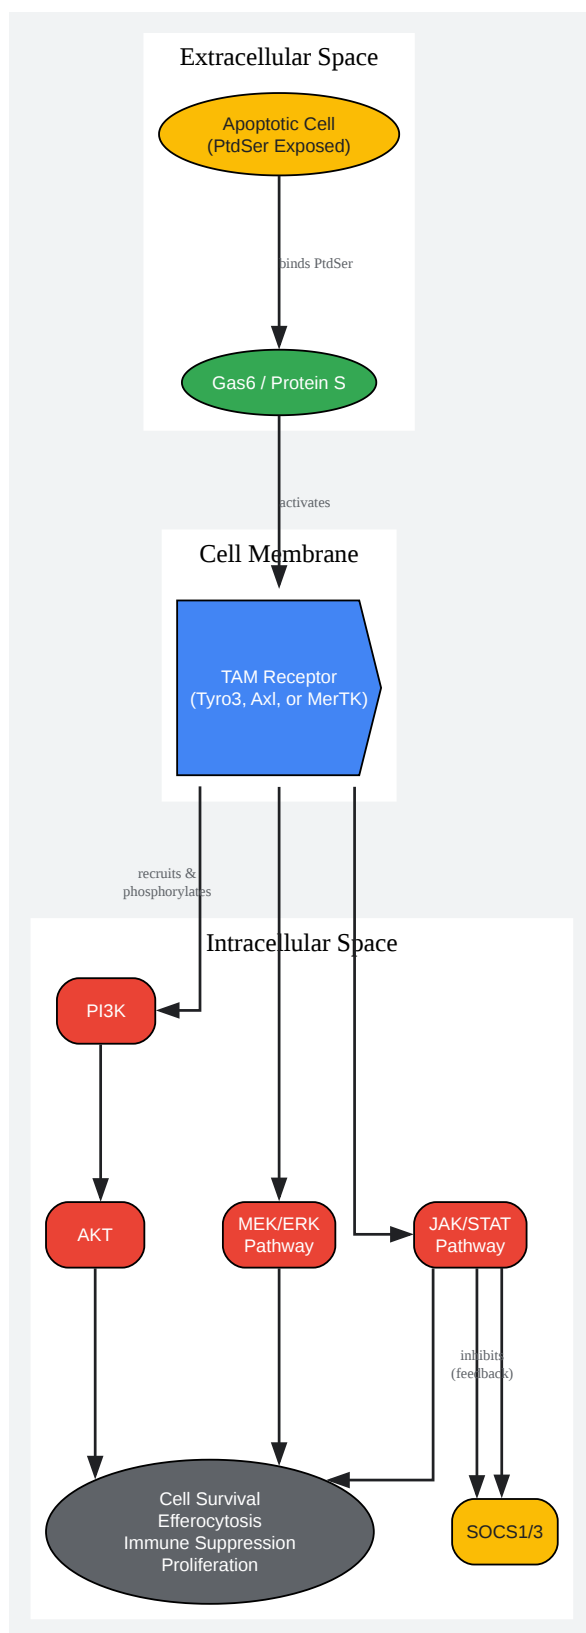 Extracellular Space
Apoptotic Cell
(PtdSer Exposed)
binds PtdSer
Gas6 / Protein S
activates
Cell Membrane
TAM Receptor
(Tyro3, Axl, or MerTK)
recruits &
phosphorylates
Intracellular Space
PI3K
AKT
MEK/ERK
Pathway
JAK/STAT
Pathway
inhibits
(feedback)
Cell Survival
Efferocytosis
Immune Suppression
Proliferation
SOCS1/3